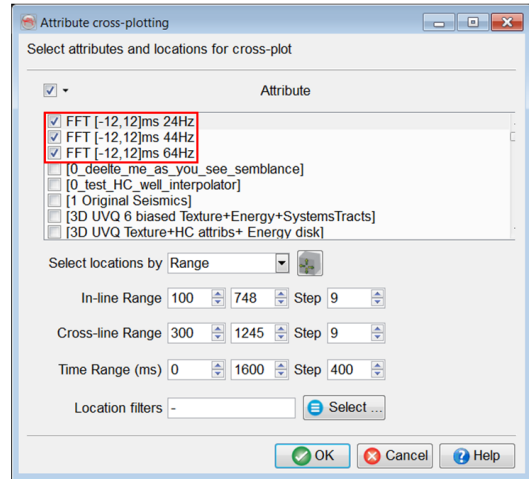 Attribute cross-plotting
Select attributes and locations for cross-plot
Attribute
FFT [-12,12]ms 24Hz
FFT [-12,12]ms 44Hz
FFT [-12,12]ms 64Hz
[0_deelte_me_as_you_see_semblance]
[0_test_HC_well_interpolator]
[1 Original Seismics]
[3D UVQ 6 biased Texture+Energy+SystemsTracts]
[3D UVQ Texture+HC attribs+ Energy disk]
Select locations by Range
In-line Range 100 748 Step 9
Cross-line Range 300 1245 Step 9
Time Range (ms) 0 1600 Step 400
Location filters - Select ...
OK Cancel Help